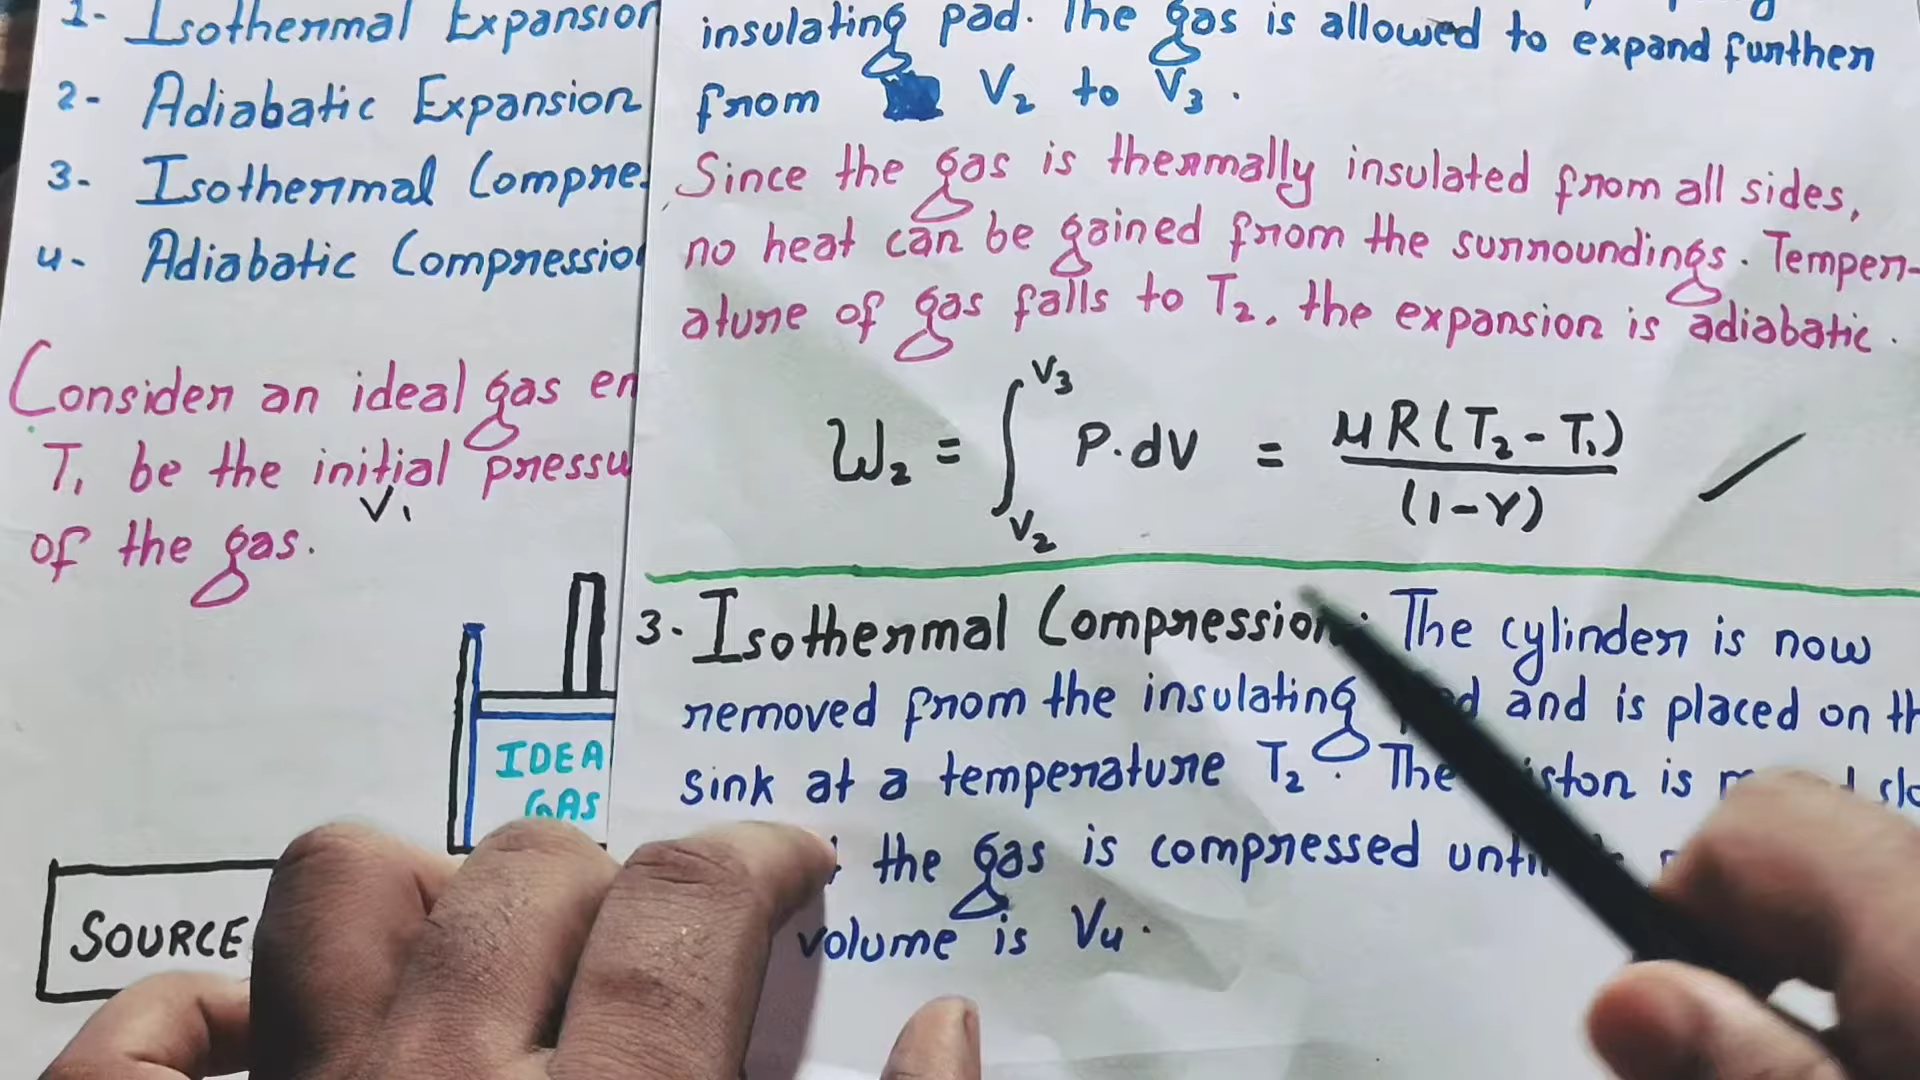 1- Isothermal Expansion
2- Adiabatic Expansion
3- Isothermal Compre
4- Adiabatic Compression
Consider an ideal gas en
T₁ be the initial pressu
V₁
of the gas.
IDEA
GAS
SOURCE
insulating pad. The gas is allowed to expand further
from V₂ to V₃.
Since the gas is thermally insulated from all sides,
no heat can be gained from the surroundings. Temper-
ature of gas falls to T₂, the expansion is adiabatic.
W₂ = ∫_{V₂}^{V₃} P.dV = μR(T₂-T₁) / (1-γ)
3. Isothermal Compression: The cylinder is now
removed from the insulating and is placed on th
sink at a temperature T₂. The is slo
the gas is compressed until
volume is V₄.